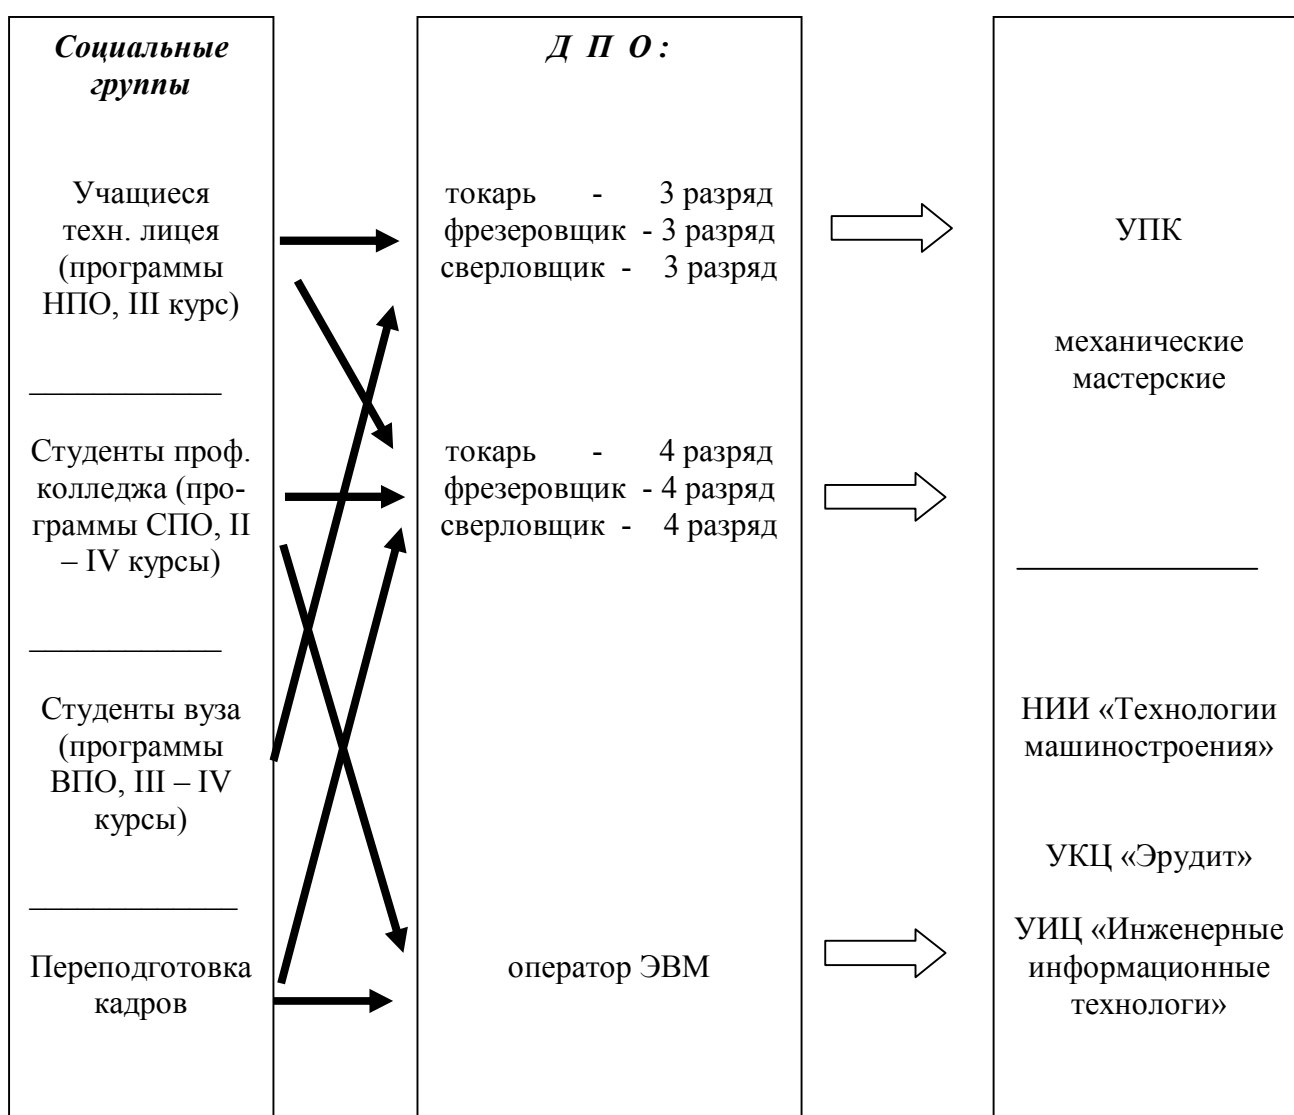 Социальные
группы
Учащиеся
техн. лицея
(программы
НПО, III курс)
Студенты проф.
колледжа (про-
граммы СПО, II
– IV курсы)
Студенты вуза
(программы
ВПО, III – IV
курсы)
Переподготовка
кадров
Д П О :
токарь - 3 разряд
фрезеровщик - 3 разряд
сверловщик - 3 разряд
токарь - 4 разряд
фрезеровщик - 4 разряд
сверловщик - 4 разряд
оператор ЭВМ
УПК
механические
мастерские
НИИ «Технологии
машиностроения»
УКЦ «Эрудит»
УИЦ «Инженерные
информационные
технологи»